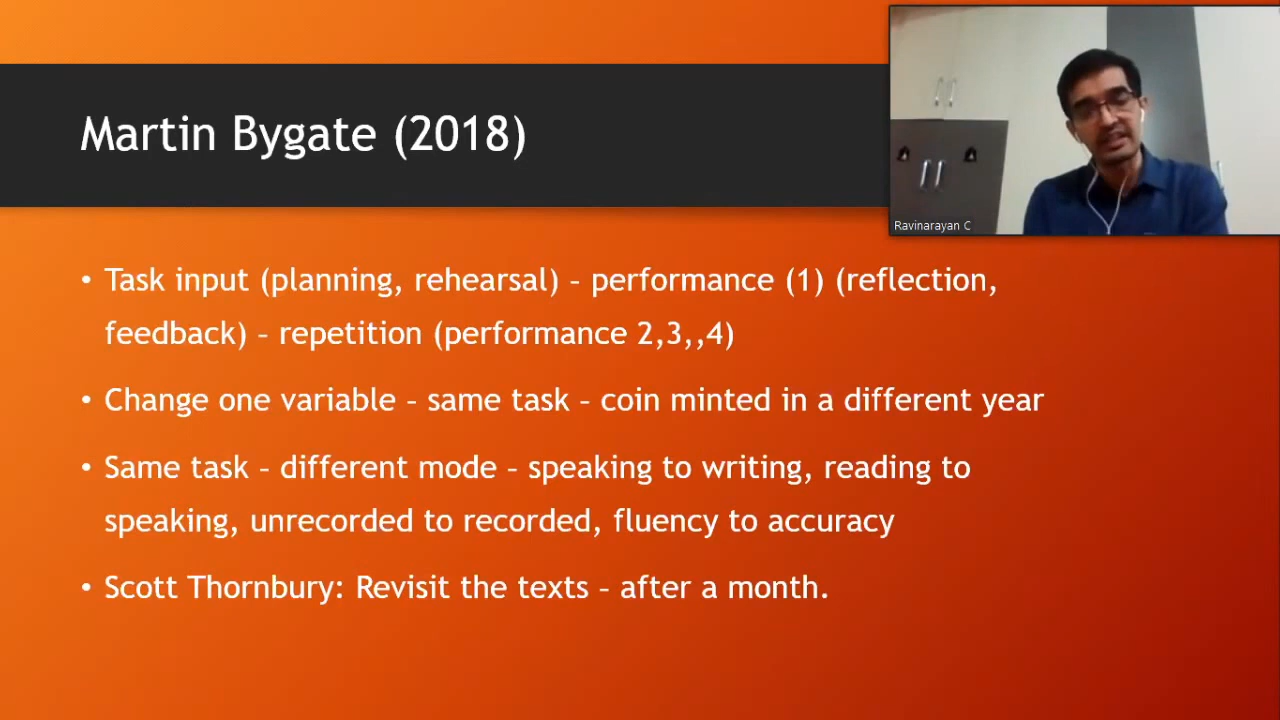 Martin Bygate (2018)
Ravinarayan C
• Task input (planning, rehearsal) – performance (1) (reflection,
feedback) – repetition (performance 2,3,,4)
• Change one variable – same task – coin minted in a different year
• Same task – different mode – speaking to writing, reading to
speaking, unrecorded to recorded, fluency to accuracy
• Scott Thornbury: Revisit the texts – after a month.